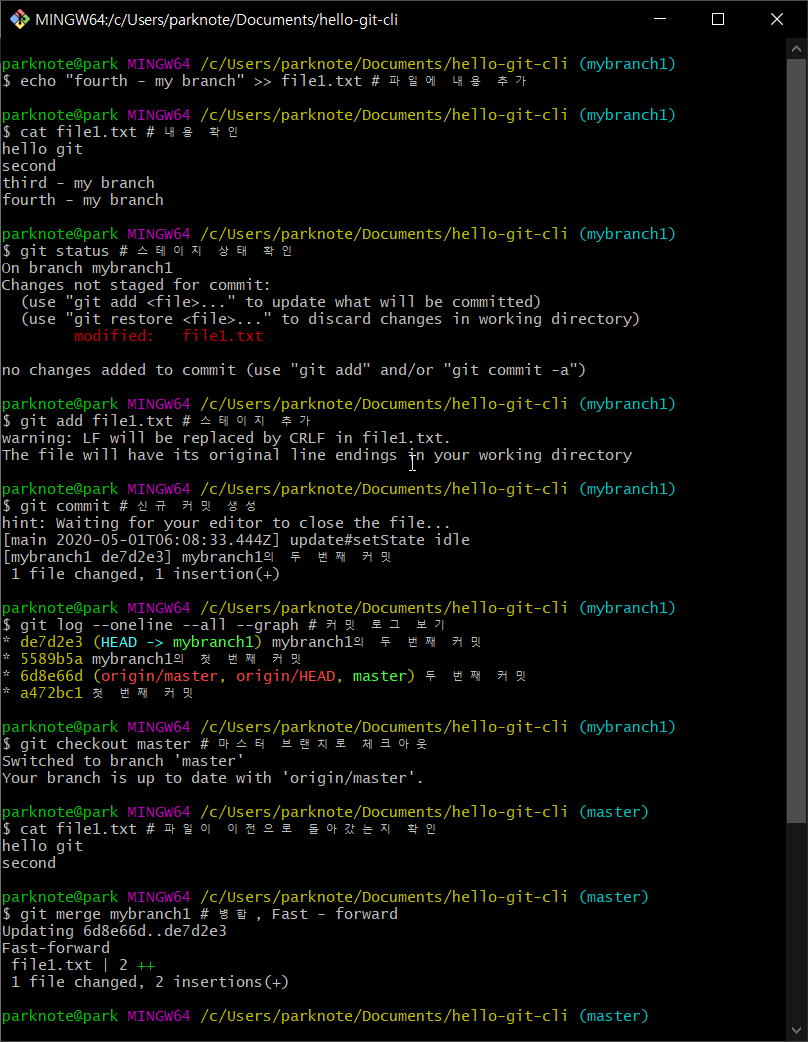 MINGW64:/c/Users/parknote/Documents/hello-git-cli
parknote@park MINGW64 /c/Users/parknote/Documents/hello-git-cli (mybranch1)
$ echo "fourth - my branch" >> file1.txt # 파일에 내용 추가
parknote@park MINGW64 /c/Users/parknote/Documents/hello-git-cli (mybranch1)
$ cat file1.txt # 내용 확인
hello git
second
third - my branch
fourth - my branch
parknote@park MINGW64 /c/Users/parknote/Documents/hello-git-cli (mybranch1)
$ git status # 스테이지 상태 확인
On branch mybranch1
Changes not staged for commit:
  (use "git add <file>..." to update what will be committed)
  (use "git restore <file>..." to discard changes in working directory)
        modified:   file1.txt
no changes added to commit (use "git add" and/or "git commit -a")
parknote@park MINGW64 /c/Users/parknote/Documents/hello-git-cli (mybranch1)
$ git add file1.txt # 스테이지 추가
warning: LF will be replaced by CRLF in file1.txt.
The file will have its original line endings in your working directory
parknote@park MINGW64 /c/Users/parknote/Documents/hello-git-cli (mybranch1)
$ git commit # 신규 커밋 생성
hint: Waiting for your editor to close the file...
[main 2020-05-01T06:08:33.444Z] update#setState idle
[mybranch1 de7d2e3] mybranch1의 두 번째 커밋
 1 file changed, 1 insertion(+)
parknote@park MINGW64 /c/Users/parknote/Documents/hello-git-cli (mybranch1)
$ git log --oneline --all --graph # 커밋 로그 보기
* de7d2e3 (HEAD -> mybranch1) mybranch1의 두 번째 커밋
* 5589b5a mybranch1의 첫 번째 커밋
* 6d8e66d (origin/master, origin/HEAD, master) 두 번째 커밋
* a472bc1 첫 번째 커밋
parknote@park MINGW64 /c/Users/parknote/Documents/hello-git-cli (mybranch1)
$ git checkout master # 마스터 브랜치로 체크아웃
Switched to branch 'master'
Your branch is up to date with 'origin/master'.
parknote@park MINGW64 /c/Users/parknote/Documents/hello-git-cli (master)
$ cat file1.txt # 파일이 이전으로 돌아갔는지 확인
hello git
second
parknote@park MINGW64 /c/Users/parknote/Documents/hello-git-cli (master)
$ git merge mybranch1 # 병합, Fast - forward
Updating 6d8e66d..de7d2e3
Fast-forward
 file1.txt | 2 ++
 1 file changed, 2 insertions(+)
parknote@park MINGW64 /c/Users/parknote/Documents/hello-git-cli (master)